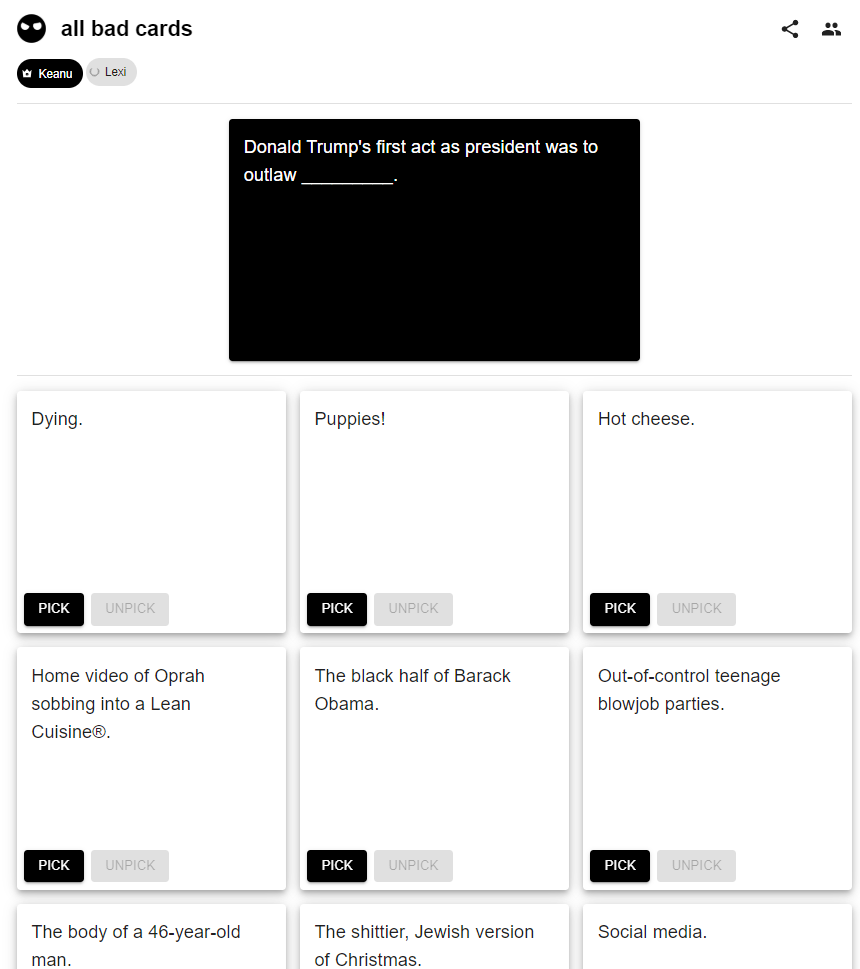 all bad cards
Keanu
Lexi
Donald Trump's first act as president was to
outlaw _________.
Dying.
PICK
UNPICK
Puppies!
PICK
UNPICK
Hot cheese.
PICK
UNPICK
Home video of Oprah
sobbing into a Lean
Cuisine®.
PICK
UNPICK
The black half of Barack
Obama.
PICK
UNPICK
Out-of-control teenage
blowjob parties.
PICK
UNPICK
The body of a 46-year-old
man.
The shittier, Jewish version
of Christmas.
Social media.